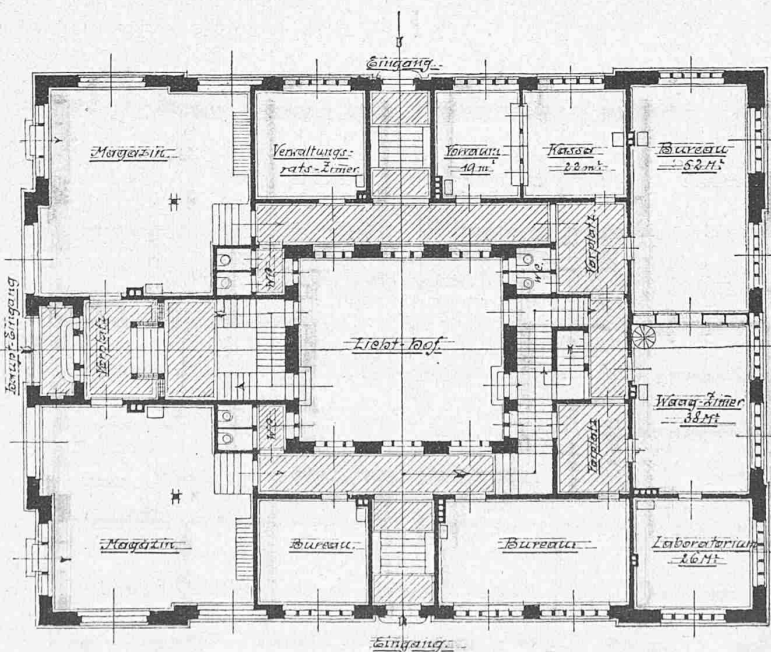 Eingang.
Magazin.
Verwaltungs-
rats-Zimer
Vorraum
19 m²
Kassa
22 m²
Bureau
52 M²
Vorplatz
W.C.
W.C.
Haupt-Eingang
Vorplatz
Licht-Hof.
Waag-Zimer
38 M²
W.C.
Vorplatz
Magazin.
Bureau.
Bureau
Laboratorium
26 M²
Eingang.